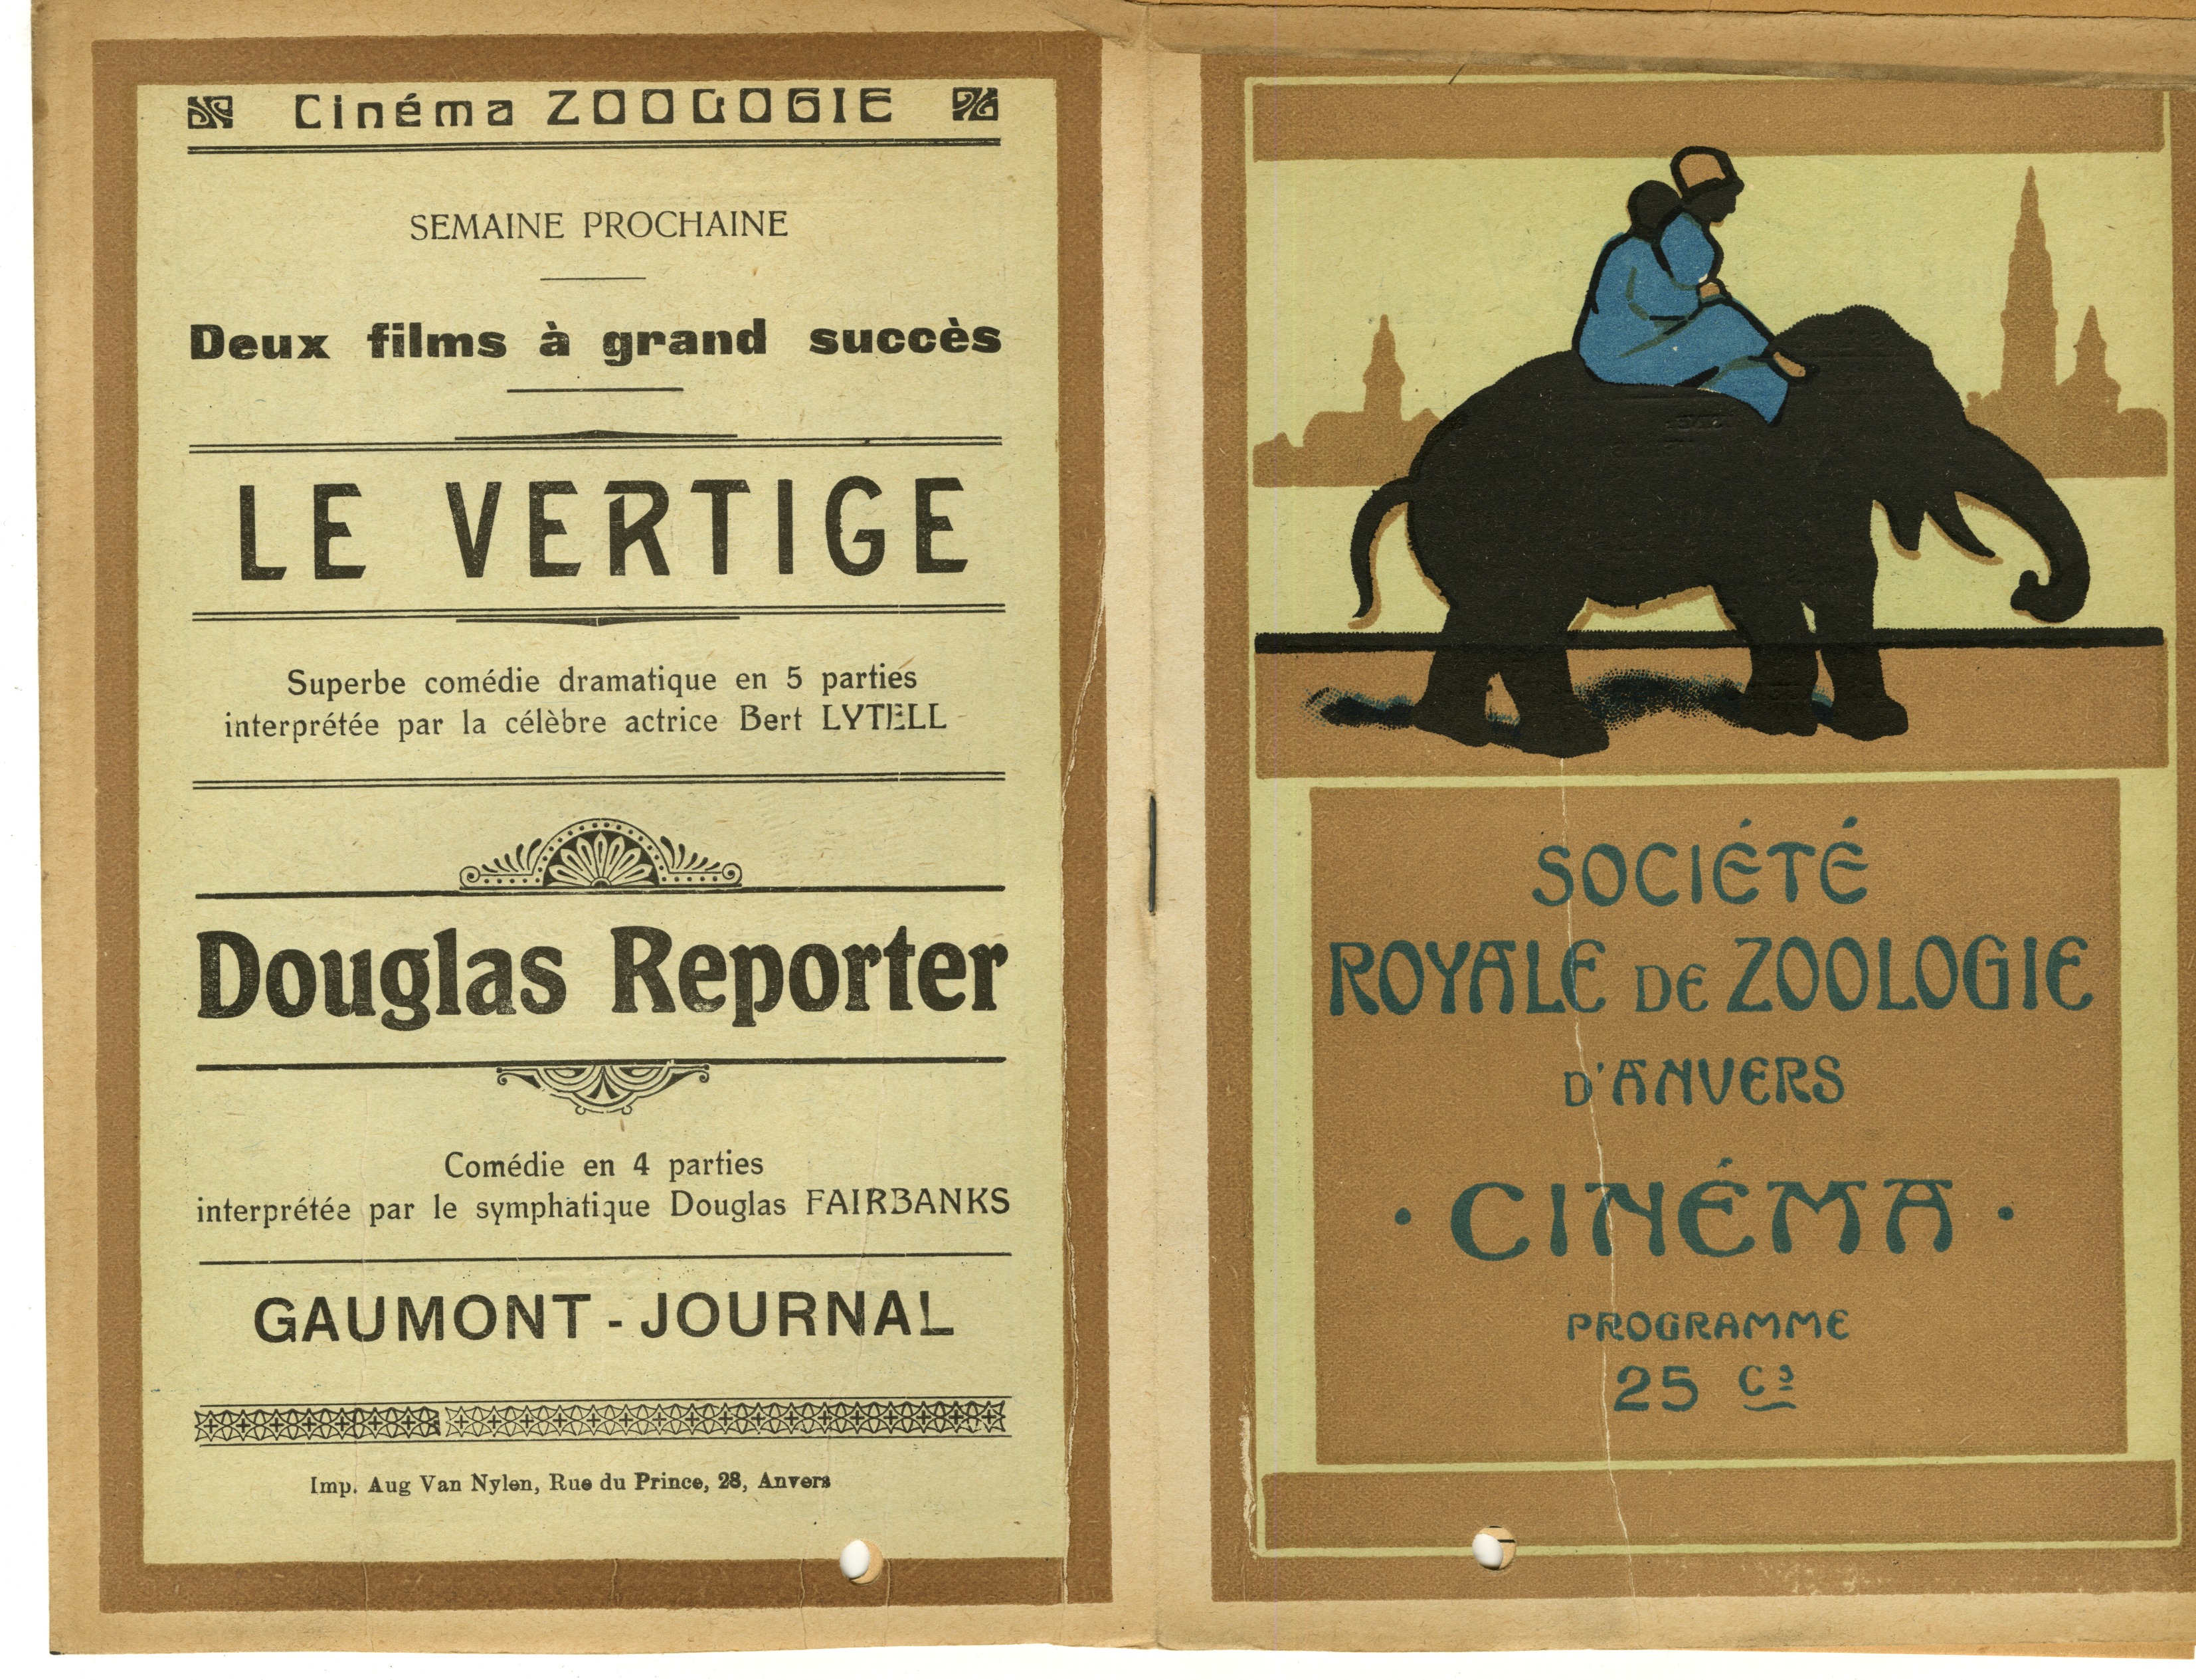 Cinéma ZOOLOGIE
SEMAINE PROCHAINE
Deux films à grand succès
LE VERTIGE
Superbe comédie dramatique en 5 parties
interprétée par la célèbre actrice Bert LYTELL
Douglas Reporter
Comédie en 4 parties
interprétée par le symphatique Douglas FAIRBANKS
GAUMONT - JOURNAL
Imp. Aug Van Nylen, Rue du Prince, 28, Anvers
SOCIÉTÉ
ROYALE DE ZOOLOGIE
D'ANVERS
· CINÉMA ·
PROGRAMME
25 Cs